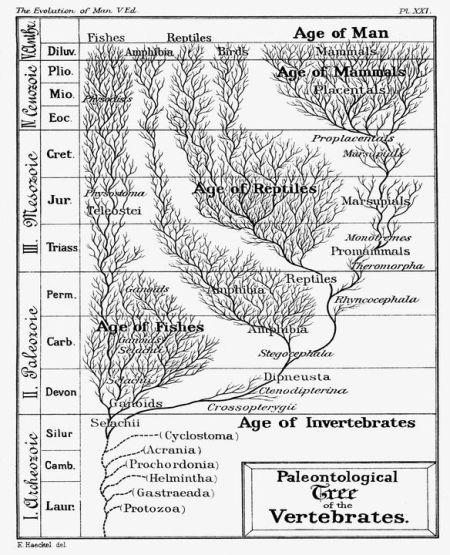 The Evolution of Man V.Ed.
Pl. XXI.
Fishes
Reptiles
Age of Man
Amphibia
Birds
Mammals
Diluv.
Plio.
Age of Mammals
Mio.
Physostis
Placentals
Eoc.
IV. Cenozoic
Proplacentals
Cret.
Marsupials
Age of Reptiles
Physostoma
Jur.
Marsupials
Teleostei
III. Mesozoic
Monotremes
Triass
Promammals
Theromorpha
Reptiles
Perm.
Ganoids
Amphibia
Rhyncocephala
Age of Fishes
Amphibia
Carb.
Ganoids
Selachii
Stegocephala
II. Paleozoic
Dipneusta
Selachii
Devon
Ctenodipterina
Ganoids
Crossopterygii
Selachii
Age of Invertebrates
Silur
(Cyclostoma)
(Acrania)
Camb.
(Prochordonia)
(Helmintha)
(Gastraeada)
Laur.
(Protozoa)
I. Archeozoic
Paleontological
Tree
of the
Vertebrates.
E. Haeckel del.